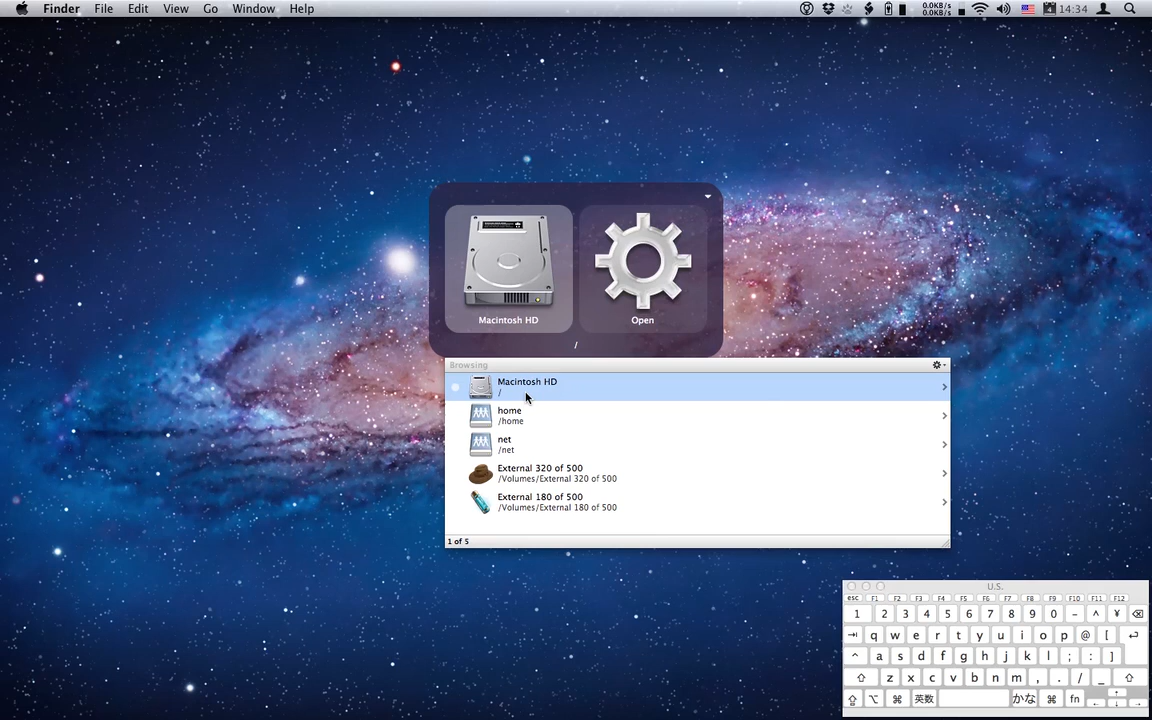 Finder File Edit View Go Window Help
0.0KB/s
0.0KB/s
14:34
Macintosh HD
Open
/
Browsing
Macintosh HD
/
home
/home
net
/net
External 320 of 500
/Volumes/External 320 of 500
External 180 of 500
/Volumes/External 180 of 500
1 of 5
U.S.
esc F1 F2 F3 F4 F5 F6 F7 F8 F9 F10 F11 F12
1 2 3 4 5 6 7 8 9 0 - ^ ¥
q w e r t y u i o p @ [
^ a s d f g h j k l ; : ]
z x c v b n m , . / _
⌥ ⌘ 英数 かな ⌘ fn